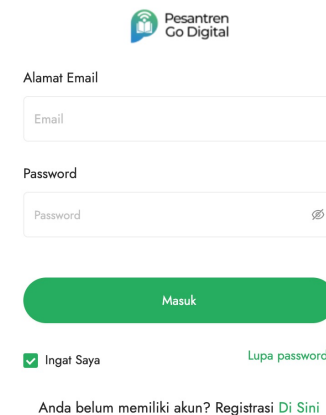 Pesantren
Go Digital
Alamat Email
Email
Password
Password
Masuk
Ingat Saya
Lupa password
Anda belum memiliki akun? Registrasi Di Sini